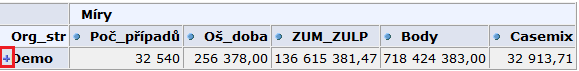 Míry
Org_str Poč_případů Oš_doba ZUM_ZULP Body Casemix
Demo 32 540 256 378,00 136 615 381,47 718 424 383,00 32 913,71